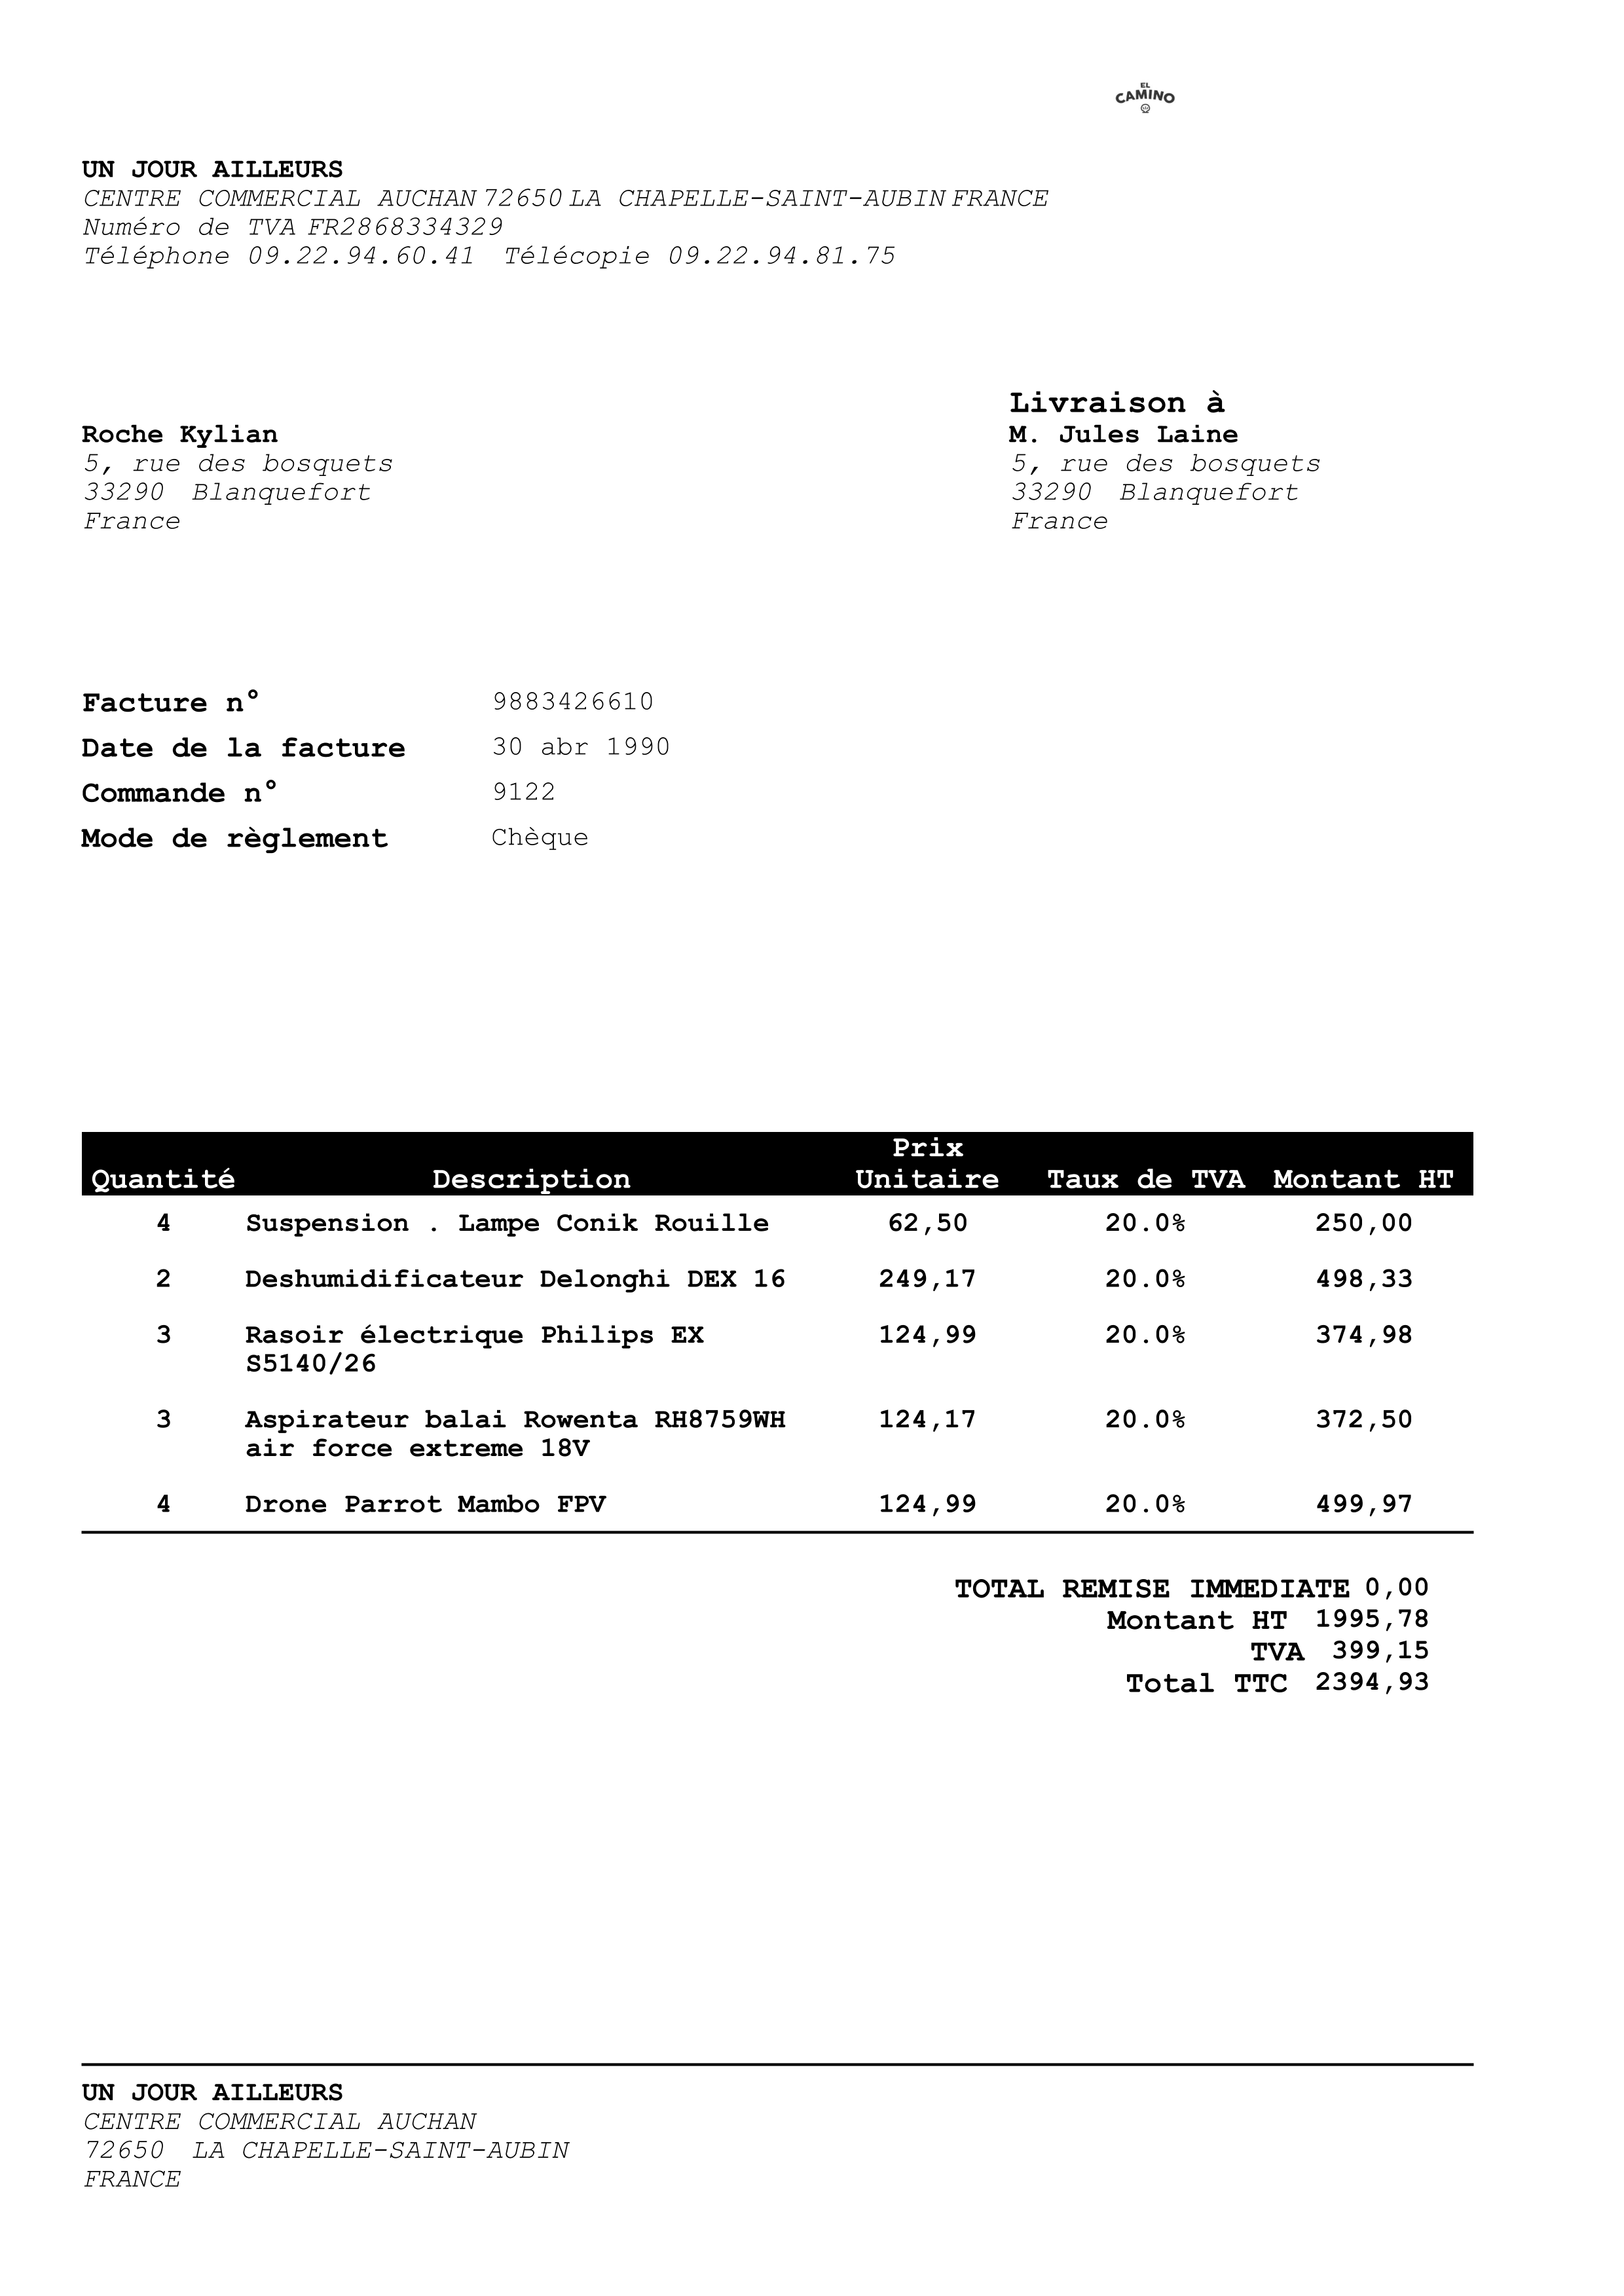 EL
CAMINO
UN JOUR AILLEURS
CENTRE COMMERCIAL AUCHAN 72650 LA CHAPELLE-SAINT-AUBIN FRANCE
Numéro de TVA FR2868334329
Téléphone 09.22.94.60.41 Télécopie 09.22.94.81.75
Livraison à
Roche Kylian M. Jules Laine
5, rue des bosquets 5, rue des bosquets
33290 Blanquefort 33290 Blanquefort
France France
Facture n° 9883426610
Date de la facture 30 abr 1990
Commande n° 9122
Mode de règlement Chèque
Prix
Quantité Description Unitaire Taux de TVA Montant HT
4 Suspension . Lampe Conik Rouille 62,50 20.0% 250,00
2 Deshumidificateur Delonghi DEX 16 249,17 20.0% 498,33
3 Rasoir électrique Philips EX 124,99 20.0% 374,98
S5140/26
3 Aspirateur balai Rowenta RH8759WH 124,17 20.0% 372,50
air force extreme 18V
4 Drone Parrot Mambo FPV 124,99 20.0% 499,97
TOTAL REMISE IMMEDIATE 0,00
Montant HT 1995,78
TVA 399,15
Total TTC 2394,93
UN JOUR AILLEURS
CENTRE COMMERCIAL AUCHAN
72650 LA CHAPELLE-SAINT-AUBIN
FRANCE